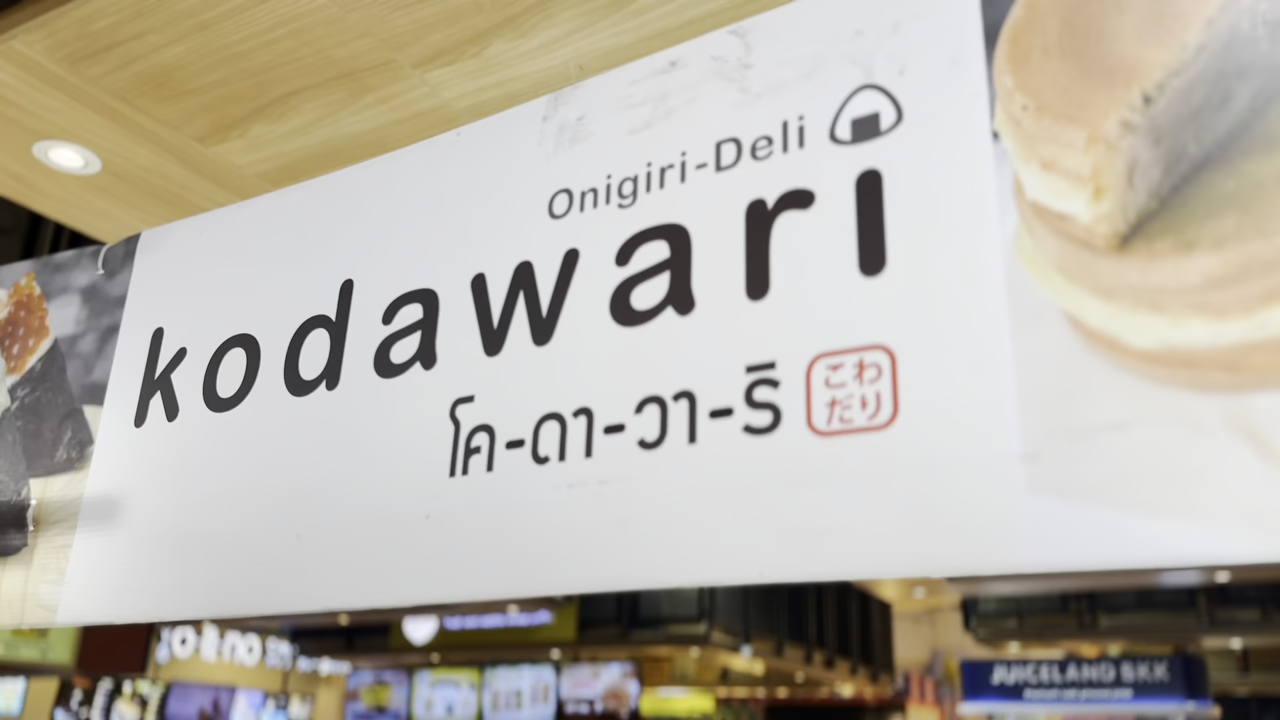 Onigiri-Deli
kodawari
โค-ดา-วา-ริ
こわ
だり
JUICELAND BKK